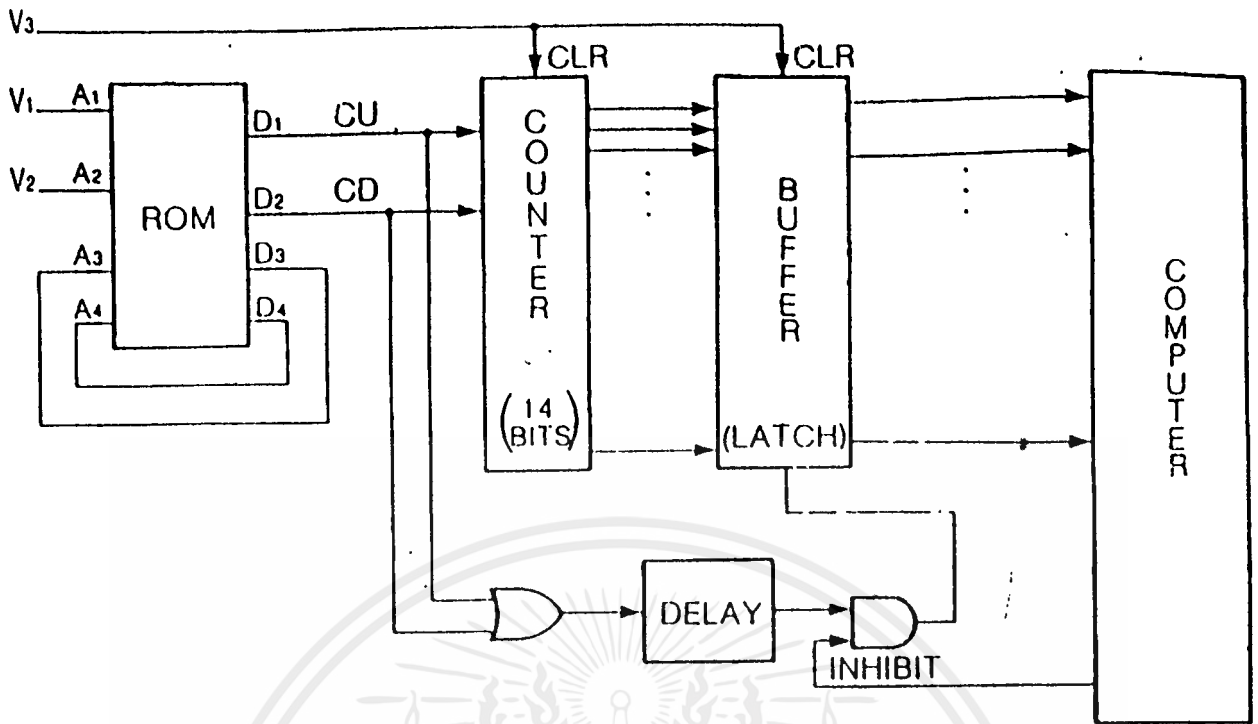 V3
CLR
CLR
V1
A1
D1
CU
V2
A2
D2
CD
ROM
A3
D3
A4
D4
COUNTER
(14 BITS)
BUFFER
(LATCH)
COMPUTER
DELAY
INHIBIT